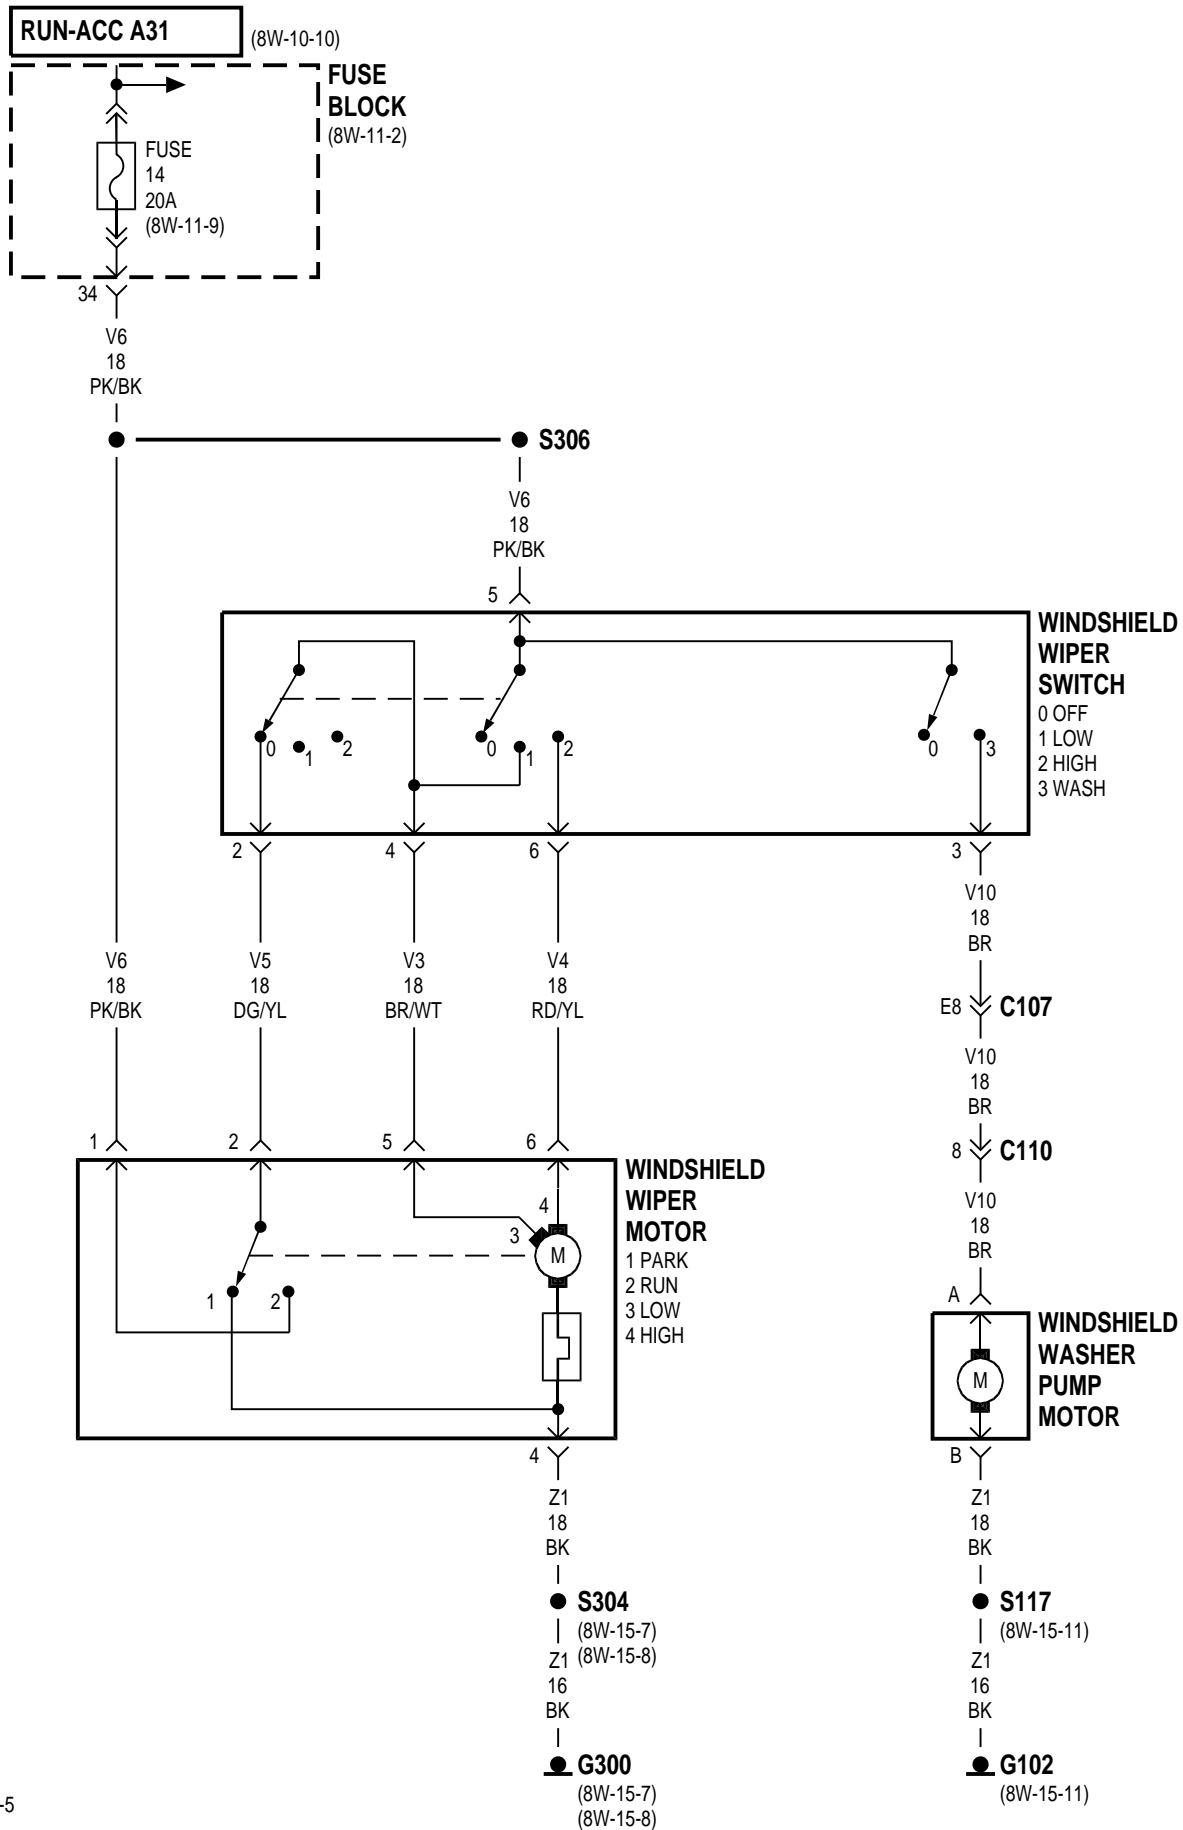 RUN-ACC A31
(8W-10-10)
FUSE
BLOCK
(8W-11-2)
FUSE
14
20A
(8W-11-9)
34
V6
18
PK/BK
S306
V6
18
PK/BK
5
WINDSHIELD
WIPER
SWITCH
0 OFF
1 LOW
2 HIGH
3 WASH
0
1
2
0
1
2
0
3
2
4
6
3
V10
18
BR
V6
18
PK/BK
V5
18
DG/YL
V3
18
BR/WT
V4
18
RD/YL
E8
C107
V10
18
BR
8
C110
V10
18
BR
1
2
5
6
WINDSHIELD
WIPER
MOTOR
1 PARK
2 RUN
3 LOW
4 HIGH
4
3
M
1
2
A
WINDSHIELD
WASHER
PUMP
MOTOR
M
4
Z1
18
BK
B
Z1
18
BK
S304
(8W-15-7)
(8W-15-8)
Z1
16
BK
S117
(8W-15-11)
Z1
16
BK
G300
(8W-15-7)
(8W-15-8)
G102
(8W-15-11)
-5